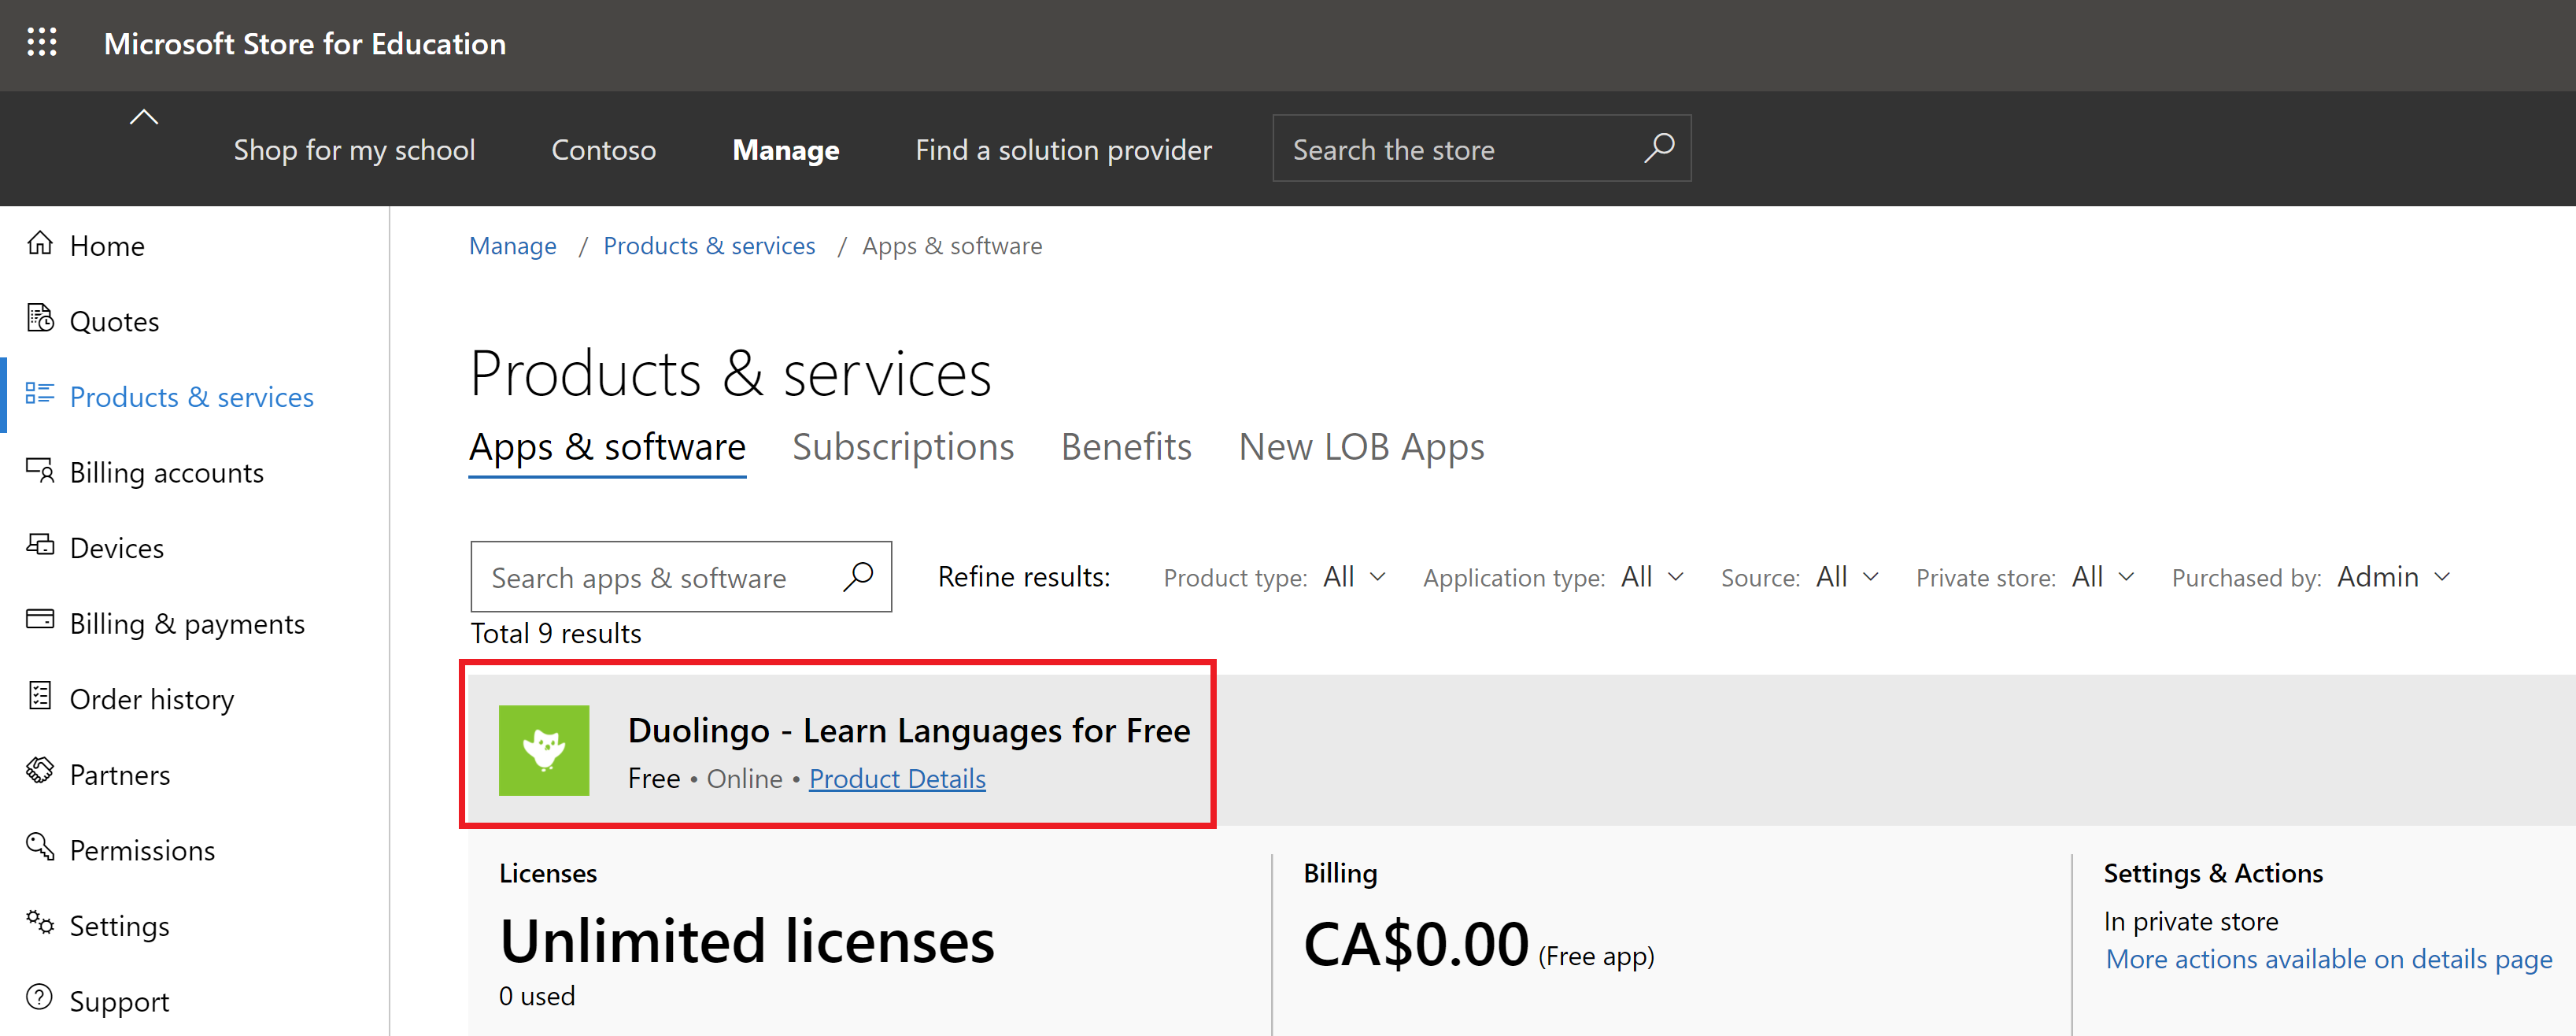 Microsoft Store for Education
Shop for my school Contoso Manage Find a solution provider Search the store
Home
Quotes
Products & services
Billing accounts
Devices
Billing & payments
Order history
Partners
Permissions
Settings
Support
Manage / Products & services / Apps & software
Products & services
Apps & software Subscriptions Benefits New LOB Apps
Search apps & software Refine results: Product type: All Application type: All Source: All Private store: All Purchased by: Admin
Total 9 results
Duolingo - Learn Languages for Free
Free • Online • Product Details
Licenses
Unlimited licenses
0 used
Billing
CA$0.00 (Free app)
Settings & Actions
In private store
More actions available on details page